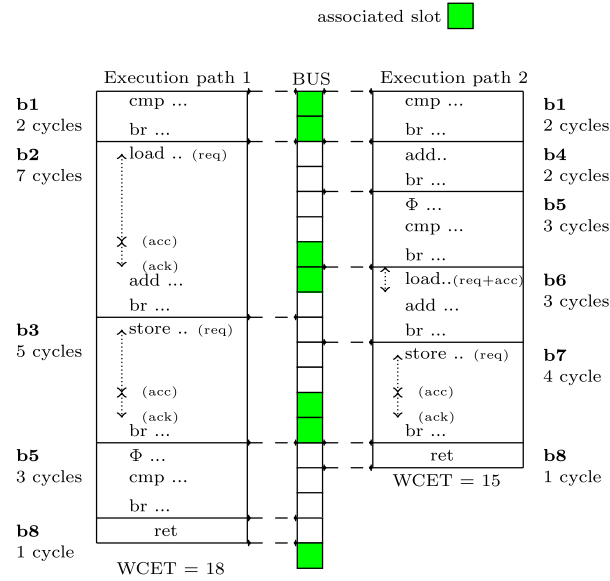 associated slot
Execution path 1
BUS
Execution path 2
b1
2 cycles
cmp ...
br ...
b2
7 cycles
load .. (req)
(acc)
(ack)
add ...
br ...
b3
5 cycles
store .. (req)
(acc)
(ack)
br ...
b5
3 cycles
Φ ...
cmp ...
br ...
b8
1 cycle
ret
WCET = 18
cmp ...
br ...
b1
2 cycles
add..
br ...
b4
2 cycles
Φ ...
cmp ...
br ...
b5
3 cycles
load..(req+acc)
add ...
br ...
b6
3 cycles
store .. (req)
(acc)
(ack)
br ...
b7
4 cycle
ret
b8
1 cycle
WCET = 15